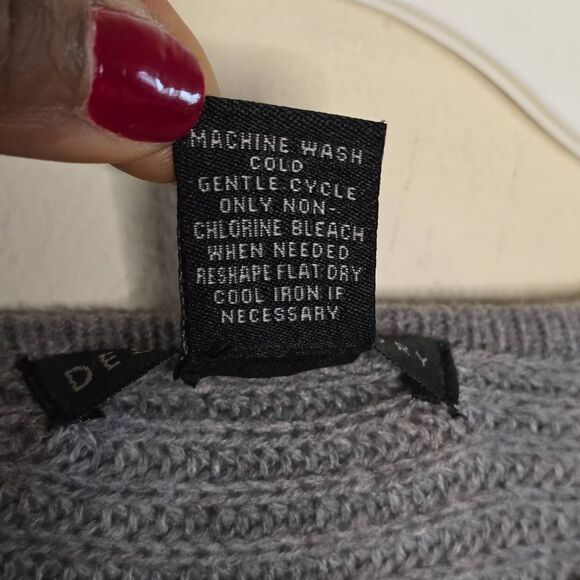 MACHINE WASH
COLD
GENTLE CYCLE
ONLY NON-
CHLORINE BLEACH
WHEN NEEDED
RESHAPE FLAT DRY
COOL IRON IF
NECESSARY